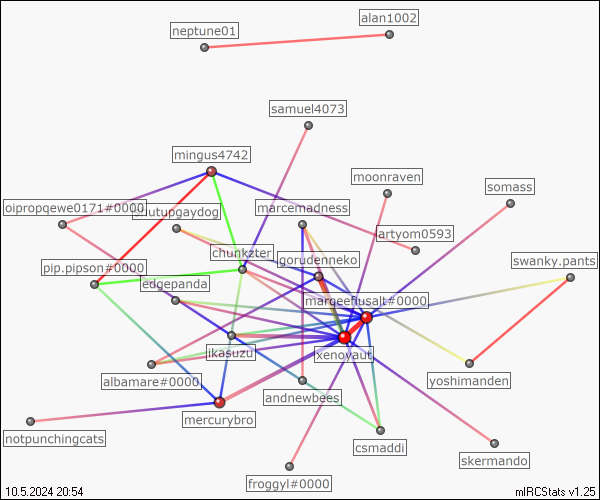 alan1002
neptune01
samuel4073
mingus4742
moonraven
somass
oipropqewe0171#0000
marcemadness
artyom0593
chunkzter
gorudenneko
swanky.pants
pip.pipson#0000
edgepanda
margeefiusalt#0000
ikasuzu
xenoyaut
albamare#0000
yoshimanden
andnewbees
mercurybro
notpunchingcats
csmaddi
skermando
froggyl#0000
10.5.2024 20:54
mIRCStats v1.25